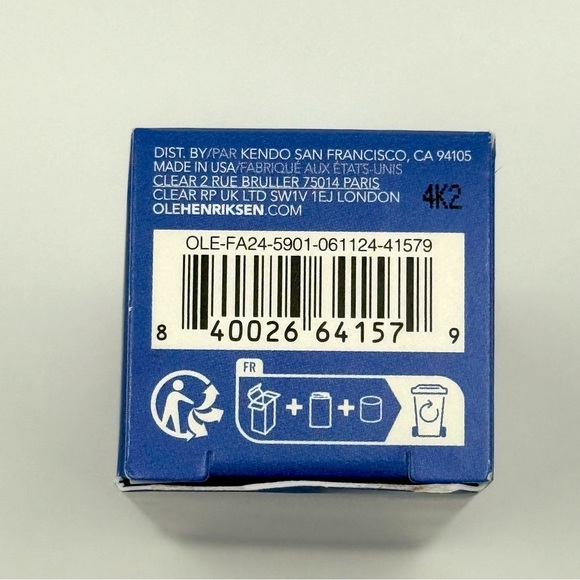 DIST. BY/PAR KENDO SAN FRANCISCO, CA 94105
MADE IN USA/FABRIQUÉ AUX ÉTATS-UNIS
CLEAR 2 RUE BRULLER 75014 PARIS
CLEAR RP UK LTD SW1V 1EJ LONDON
OLEHENRIKSEN.COM
4K2
OLE-FA24-5901-061124-41579
8 40026 64157 9
FR